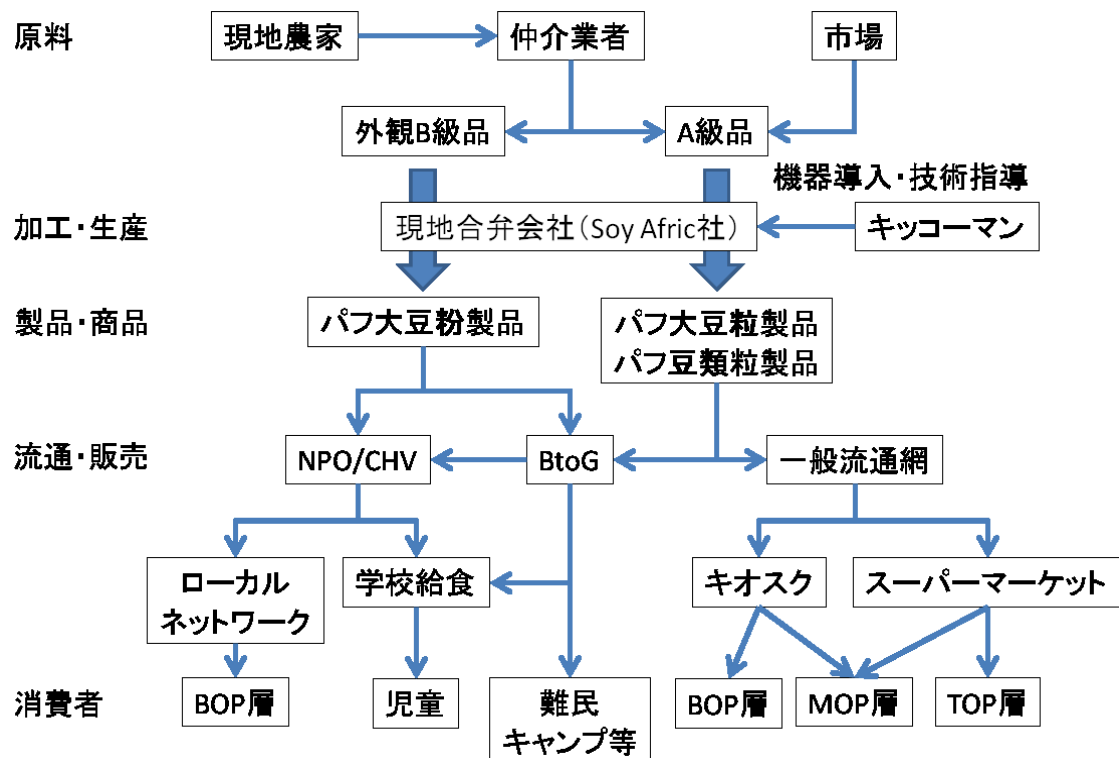 原料
現地農家
仲介業者
市場
外観B級品
A級品
機器導入・技術指導
加工・生産
現地合弁会社(Soy Afric社)
キッコーマン
製品・商品
パフ大豆粉製品
パフ大豆粒製品
パフ豆類粒製品
流通・販売
NPO/CHV
BtoG
一般流通網
ローカル
ネットワーク
学校給食
キオスク
スーパーマーケット
消費者
BOP層
児童
難民
キャンプ等
BOP層
MOP層
TOP層